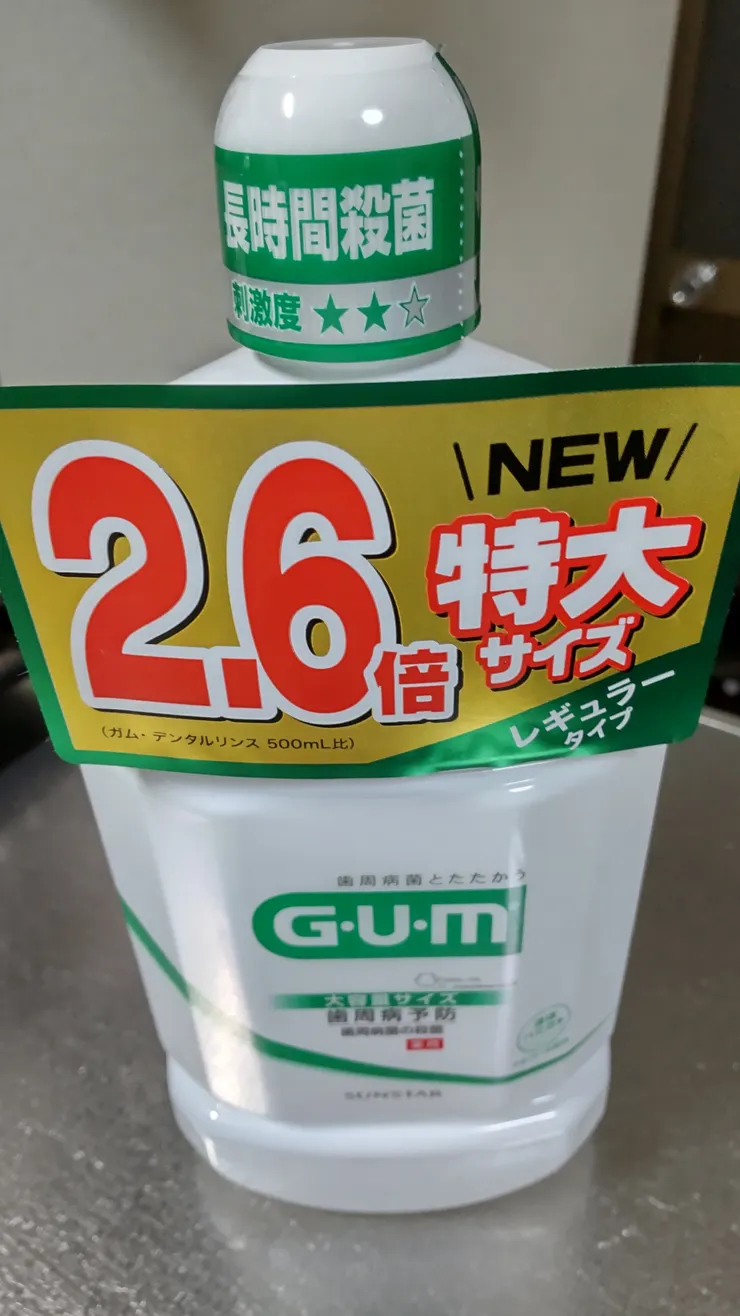 長時間殺菌
刺激度 ★★☆
\NEW/
2.6倍
特大
サイズ
(ガム・デンタルリンス 500mL比)
レギュラー
タイプ
歯周病菌とたたかう
G・U・M
大容量サイズ
歯周病予防
歯周病菌の殺菌
薬用
SUNSTAR